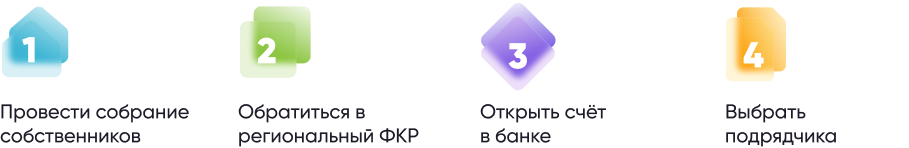 1
Провести собрание
собственников
2
Обратиться в
региональный ФКР
3
Открыть счёт
в банке
4
Выбрать
подрядчика